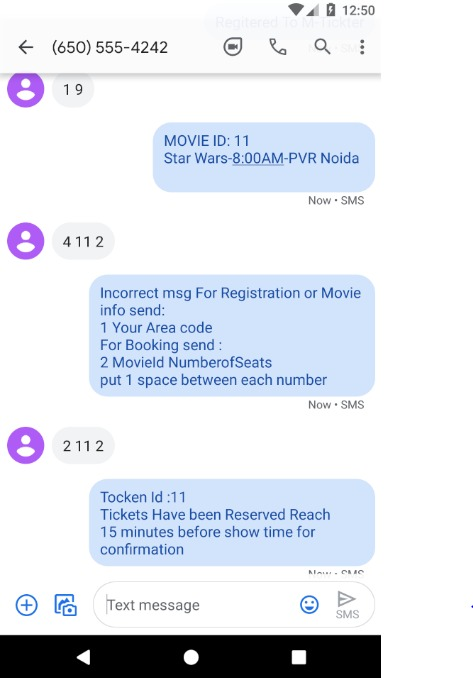 12:50
Regitered To M-Tickter
(650) 555-4242
1 9
MOVIE ID: 11
Star Wars-8:00AM-PVR Noida
Now • SMS
4 11 2
Incorrect msg For Registration or Movie
info send:
1 Your Area code
For Booking send :
2 MovieId NumberofSeats
put 1 space between each number
Now • SMS
2 11 2
Tocken Id :11
Tickets Have been Reserved Reach
15 minutes before show time for
confirmation
Now • SMS
Text message
SMS